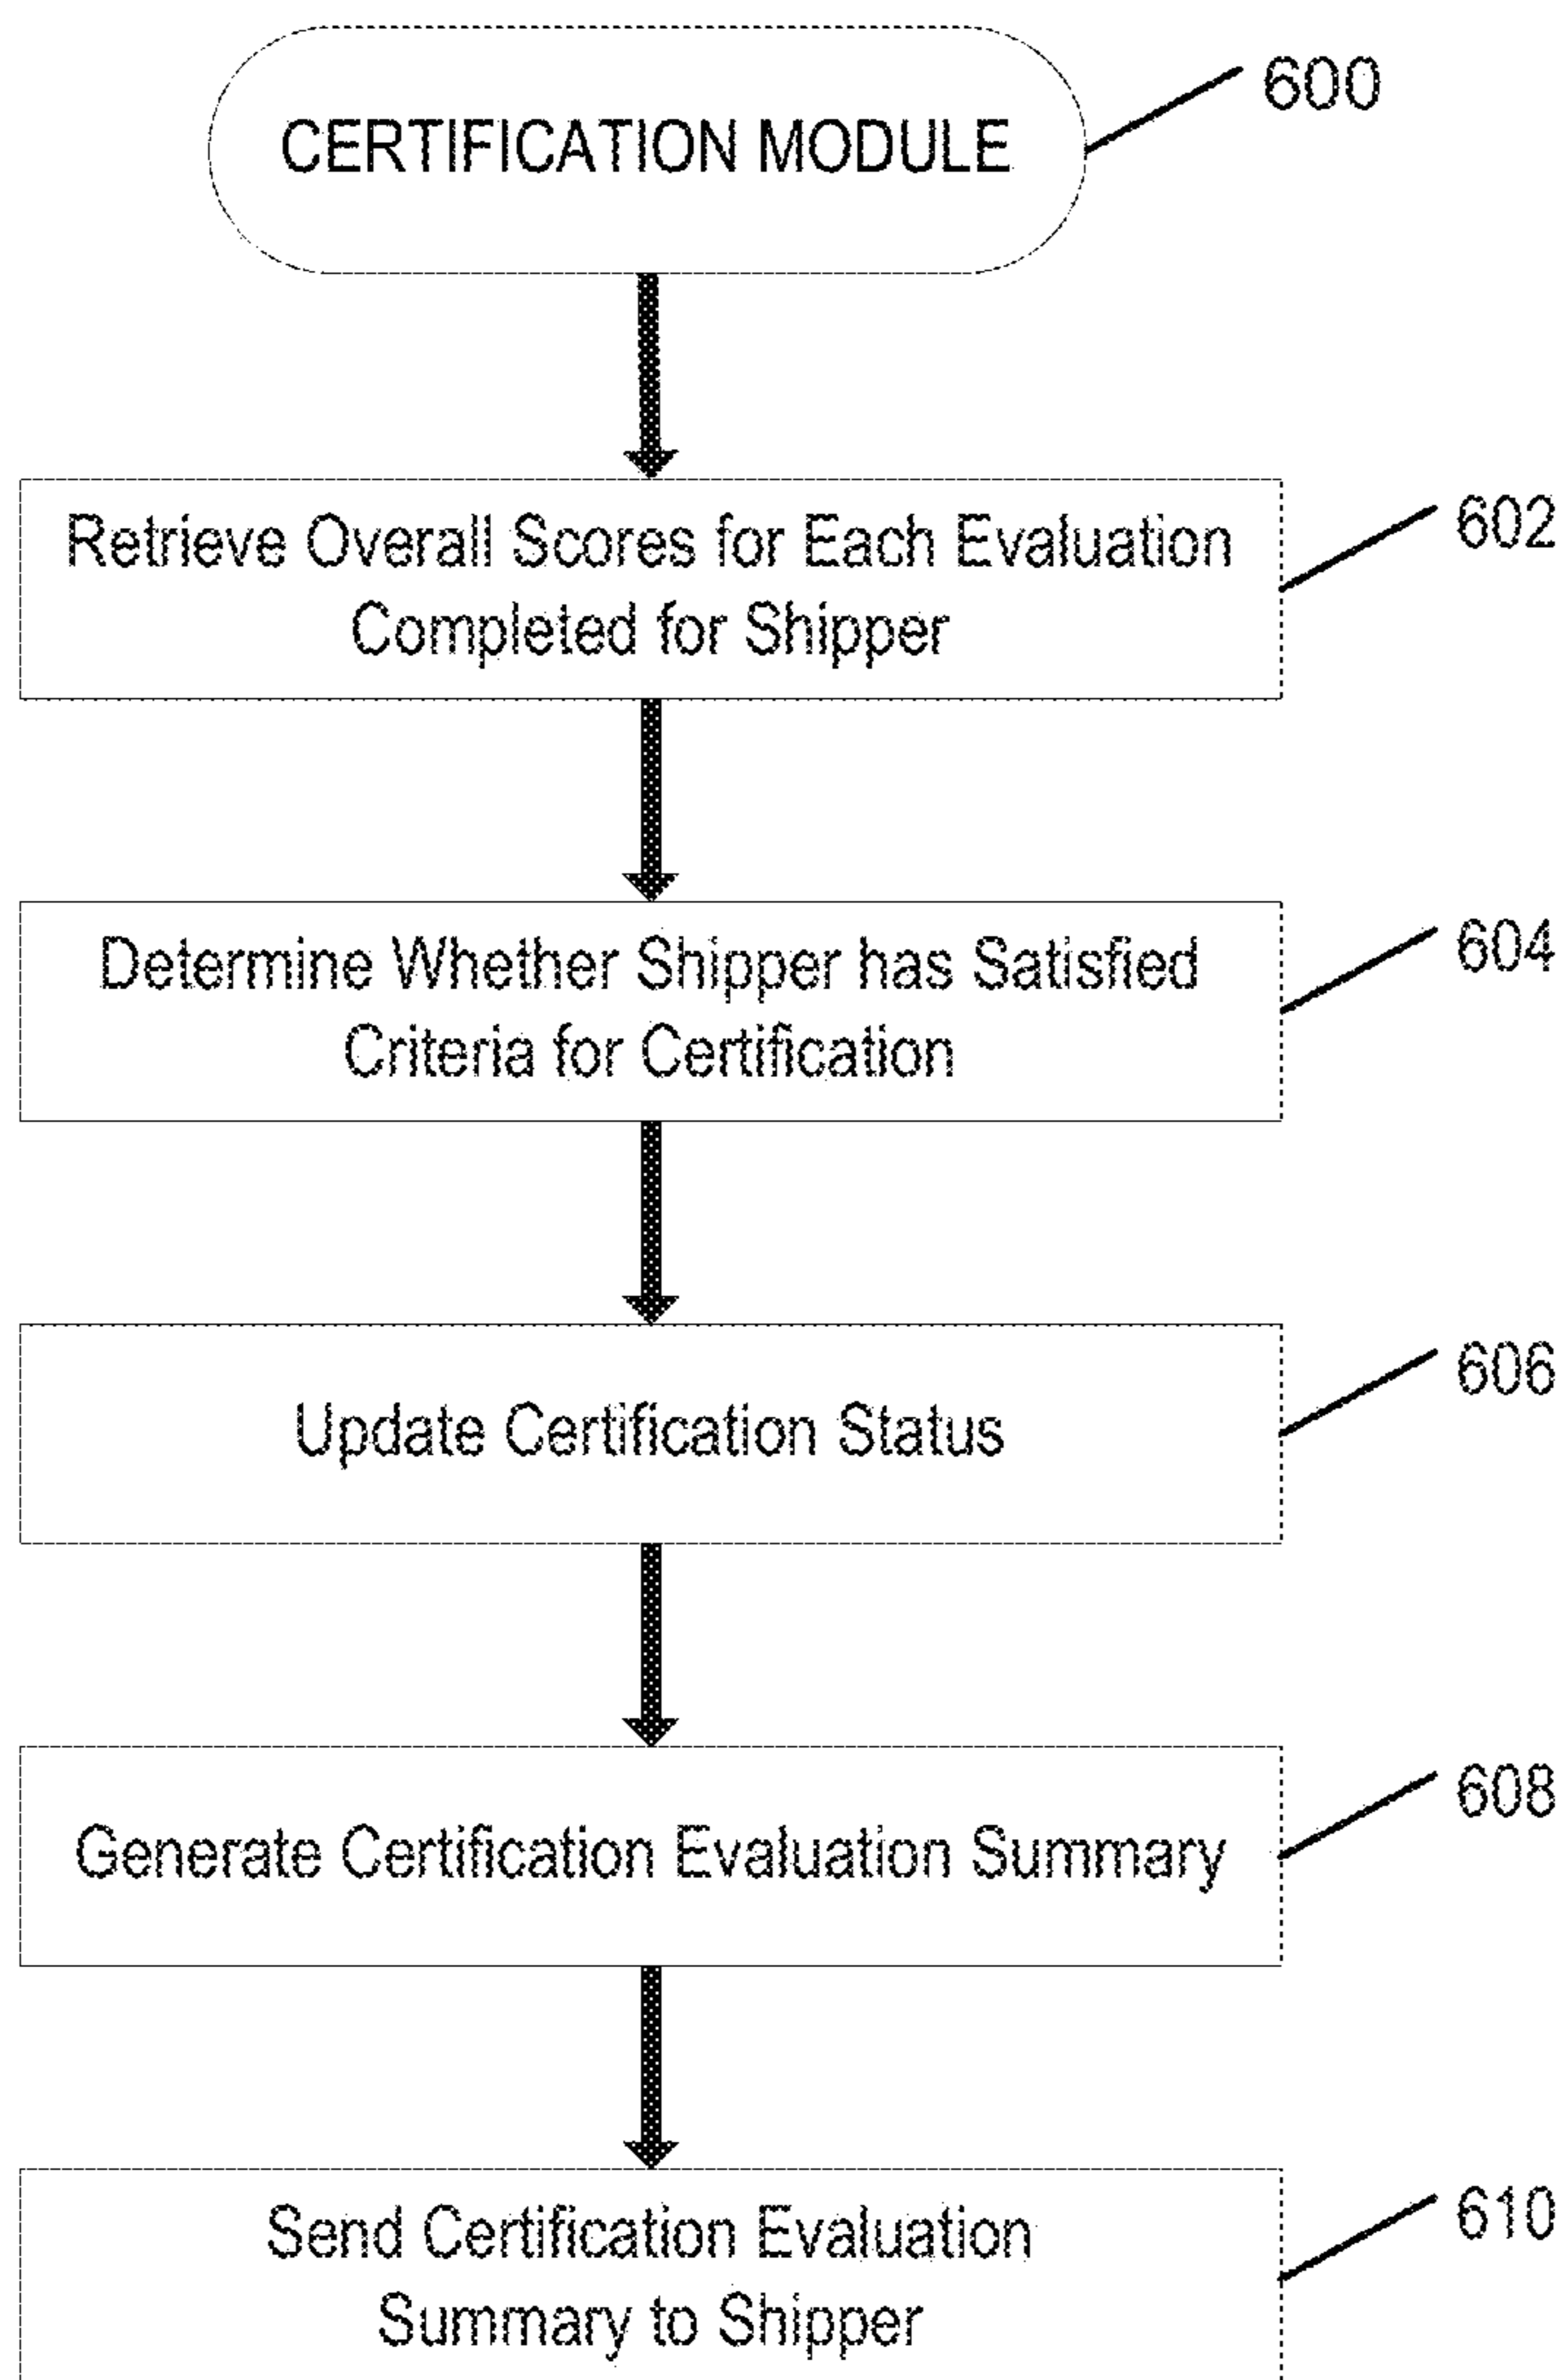 CERTIFICATION MODULE
600
Retrieve Overall Scores for Each Evaluation
Completed for Shipper
602
Determine Whether Shipper has Satisfied
Criteria for Certification
604
Update Certification Status
606
Generate Certification Evaluation Summary
608
Send Certification Evaluation
Summary to Shipper
610